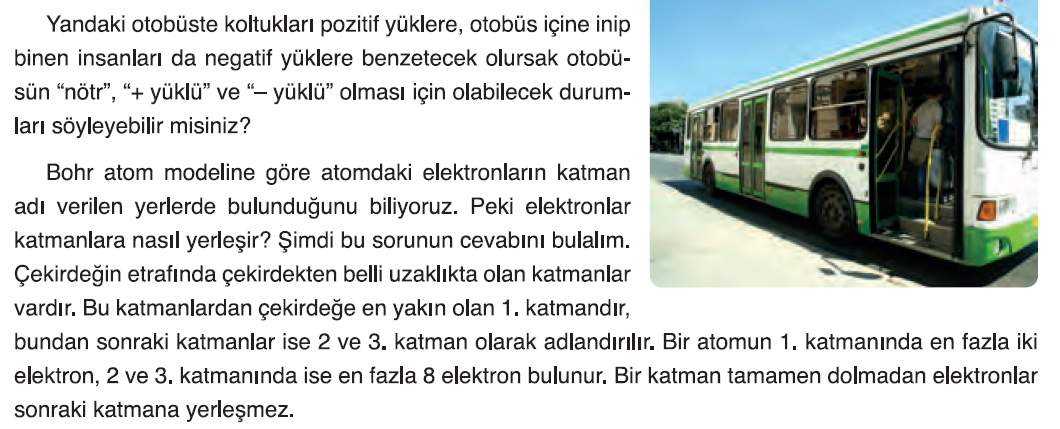 Yandaki otobüste koltukları pozitif yüklere, otobüs içine inip
binen insanları da negatif yüklere benzetecek olursak otobü-
sün “nötr”, “+ yüklü” ve “– yüklü” olması için olabilecek durum-
ları söyleyebilir misiniz?
Bohr atom modeline göre atomdaki elektronların katman
adı verilen yerlerde bulunduğunu biliyoruz. Peki elektronlar
katmanlara nasıl yerleşir? Şimdi bu sorunun cevabını bulalım.
Çekirdeğin etrafında çekirdekten belli uzaklıkta olan katmanlar
vardır. Bu katmanlardan çekirdeğe en yakın olan 1. katmandır,
bundan sonraki katmanlar ise 2 ve 3. katman olarak adlandırılır. Bir atomun 1. katmanında en fazla iki
elektron, 2 ve 3. katmanında ise en fazla 8 elektron bulunur. Bir katman tamamen dolmadan elektronlar
sonraki katmana yerleşmez.